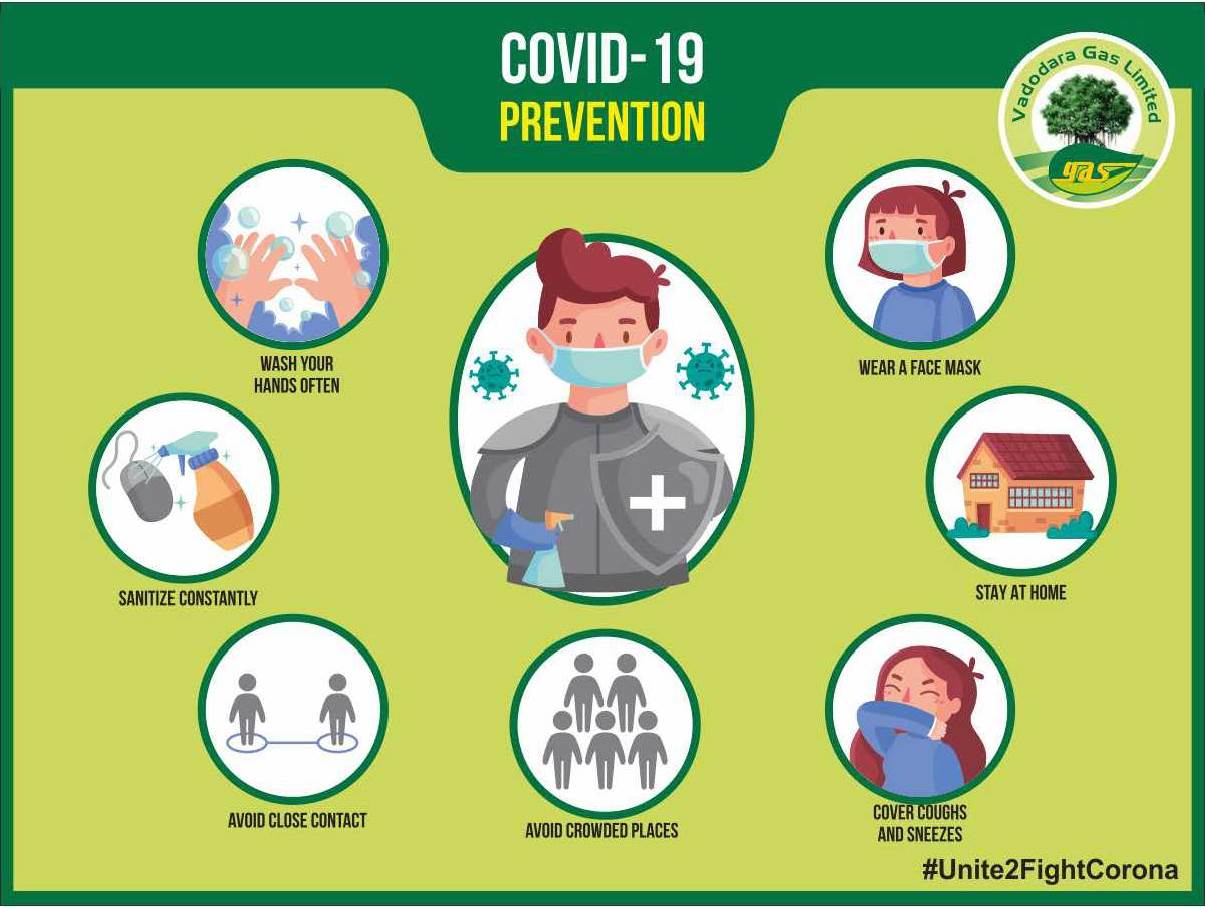 COVID-19
PREVENTION
Vadodara Gas Limited
gas
WASH YOUR
HANDS OFTEN
WEAR A FACE MASK
SANITIZE CONSTANTLY
STAY AT HOME
AVOID CLOSE CONTACT
AVOID CROWDED PLACES
COVER COUGHS
AND SNEEZES
#Unite2FightCorona